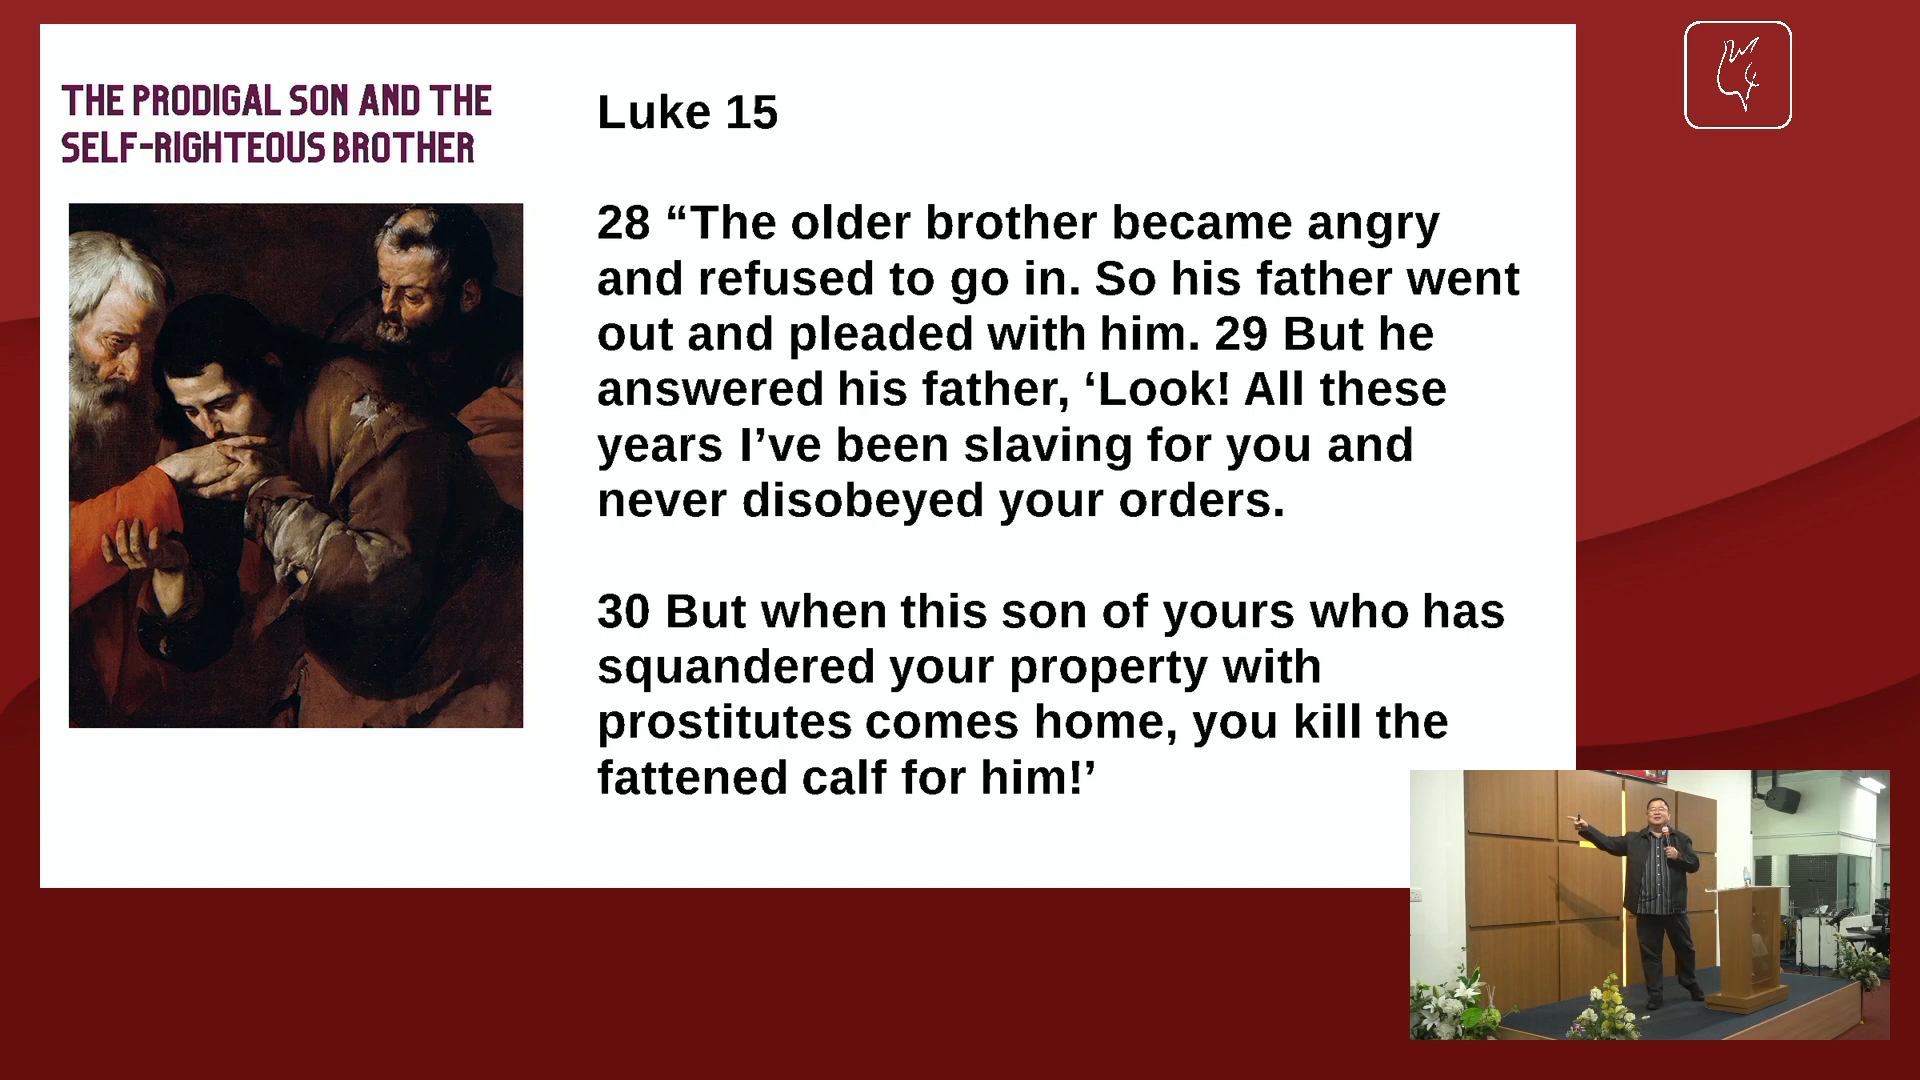 THE PRODIGAL SON AND THE
SELF-RIGHTEOUS BROTHER
Luke 15
28 “The older brother became angry
and refused to go in. So his father went
out and pleaded with him. 29 But he
answered his father, ‘Look! All these
years I’ve been slaving for you and
never disobeyed your orders.
30 But when this son of yours who has
squandered your property with
prostitutes comes home, you kill the
fattened calf for him!’